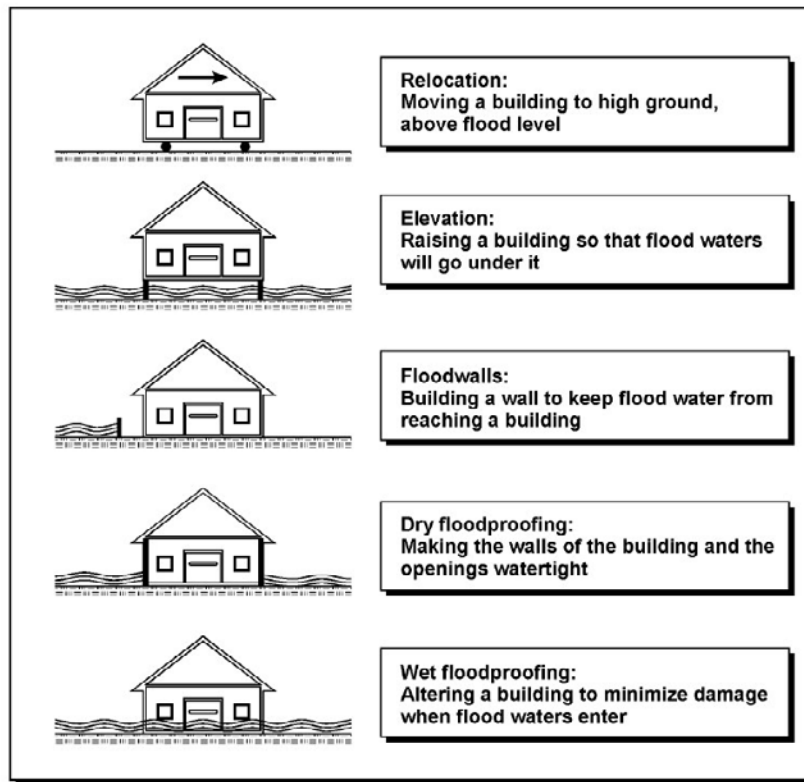 Relocation:
Moving a building to high ground,
above flood level
Elevation:
Raising a building so that flood waters
will go under it
Floodwalls:
Building a wall to keep flood water from
reaching a building
Dry floodproofing:
Making the walls of the building and the
openings watertight
Wet floodproofing:
Altering a building to minimize damage
when flood waters enter